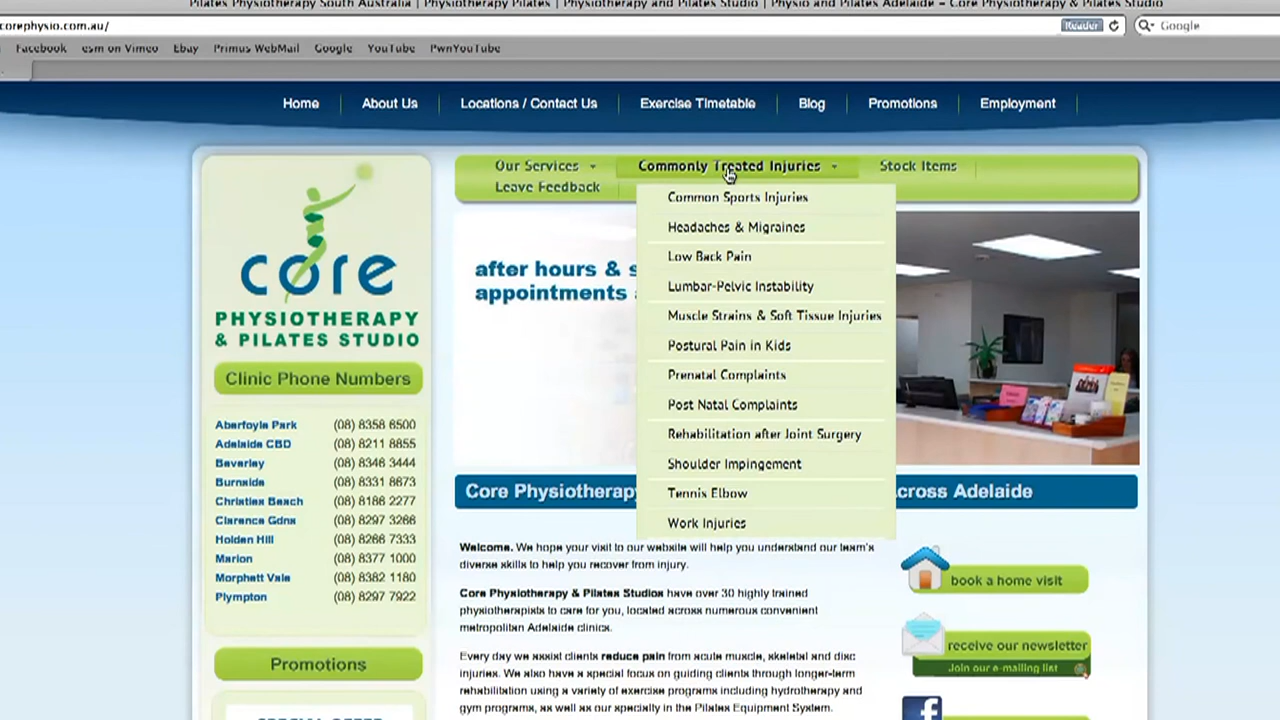 Pilates Physiotherapy South Australia | Physiotherapy Pilates | Physiotherapy and Pilates Studio | Physio and Pilates Adelaide – Core Physiotherapy & Pilates Studio
corephysio.com.au/
Reader
Google
Facebook esm on Vimeo Ebay Primus WebMail Google YouTube PwnYouTube
Home About Us Locations / Contact Us Exercise Timetable Blog Promotions Employment
Our Services Commonly Treated Injuries Stock Items
Leave Feedback
Common Sports Injuries
Headaches & Migraines
Low Back Pain
Lumbar-Pelvic Instability
Muscle Strains & Soft Tissue Injuries
Postural Pain in Kids
Prenatal Complaints
Post Natal Complaints
Rehabilitation after Joint Surgery
Shoulder Impingement
Tennis Elbow
Work Injuries
core
PHYSIOTHERAPY
& PILATES STUDIO
Clinic Phone Numbers
Aberfoyle Park (08) 8358 6500
Adelaide CBD (08) 8211 8855
Beverley (08) 8346 3444
Burnside (08) 8331 8873
Christies Beach (08) 8186 2277
Clarence Gdns (08) 8297 3266
Holden Hill (08) 8266 7333
Marion (08) 8377 1000
Morphett Vale (08) 8382 1180
Plympton (08) 8297 7922
Promotions
SPECIAL OFFER
after hours & s
appointments
Core Physiotherapy cross Adelaide
Welcome. We hope your visit to our website will help you understand our team's
diverse skills to help you recover from injury.
Core Physiotherapy & Pilates Studios have over 30 highly trained
physiotherapists to care for you, located across numerous convenient
metropolitan Adelaide clinics.
Every day we assist clients reduce pain from acute muscle, skeletal and disc
injuries. We also have a special focus on guiding clients through longer-term
rehabilitation using a variety of exercise programs including hydrotherapy and
gym programs, as well as our specialty in the Pilates Equipment System.
book a home visit
receive our newsletter
Join our e-mailing list
f